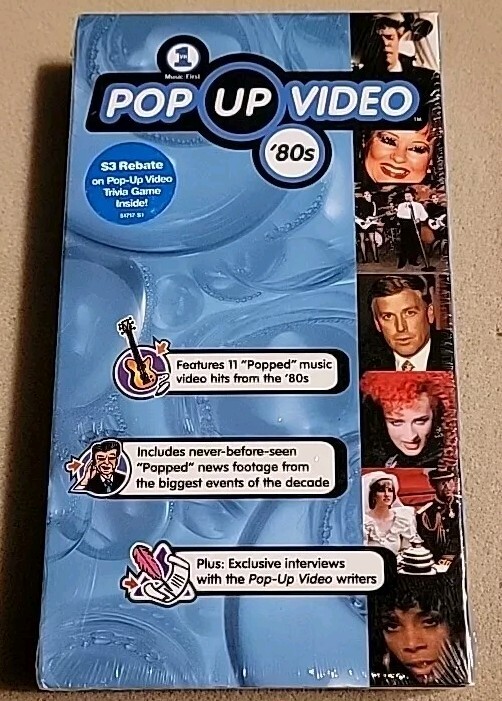 VH
1
Music First
POP UP VIDEO
TM
'80s
$3 Rebate
on Pop-Up Video
Trivia Game
Inside!
Features 11 "Popped" music
video hits from the '80s
Includes never-before-seen
"Popped" news footage from
the biggest events of the decade
Plus: Exclusive interviews
with the Pop-Up Video writers